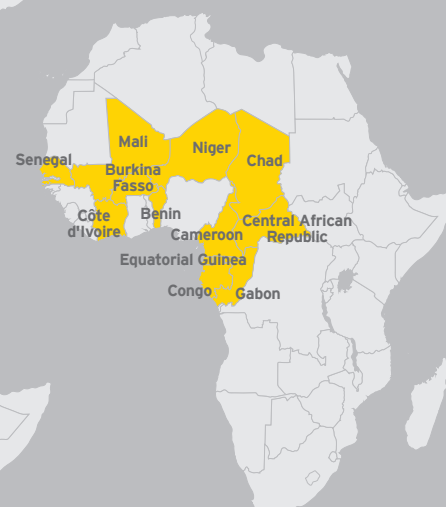 Mali
Niger
Senegal
Chad
Burkina
Fasso
Côte
d'Ivoire
Benin
Central African
Republic
Cameroon
Equatorial Guinea
Congo
Gabon